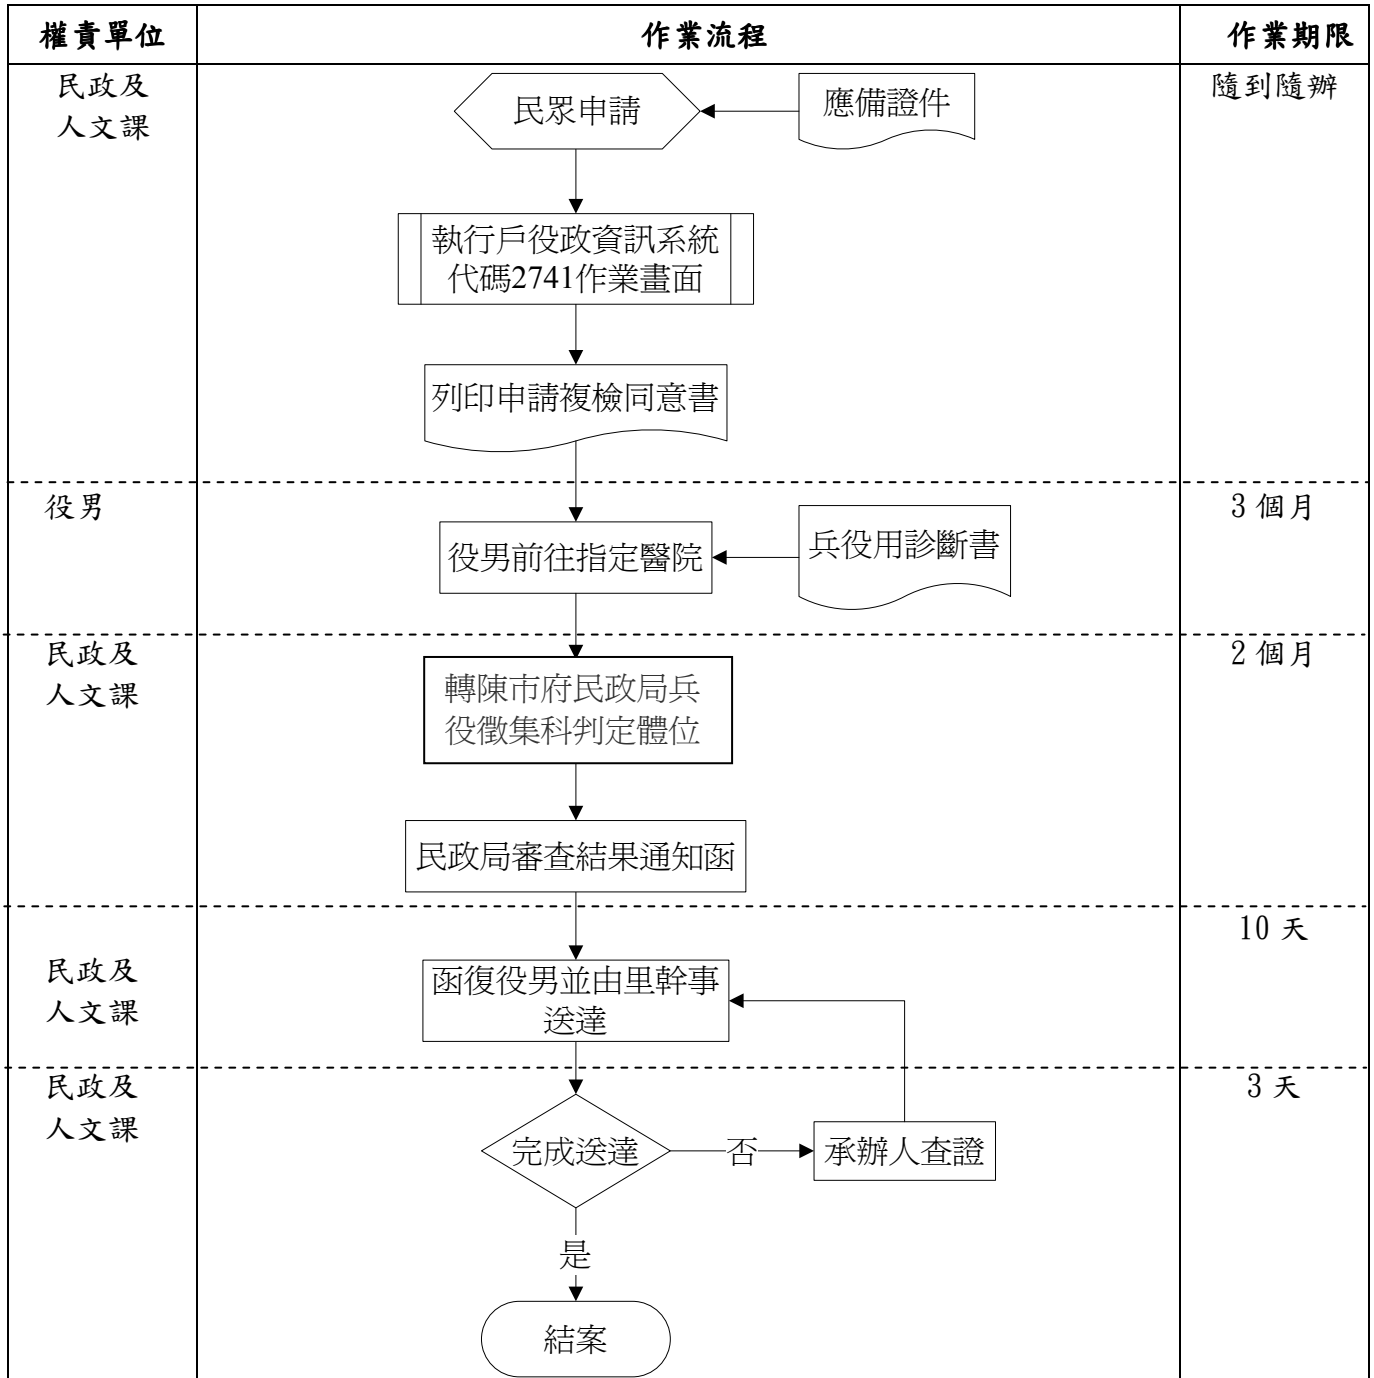 權責單位
作業流程
作業期限
民政及
人文課
民眾申請
應備證件
隨到隨辦
執行戶役政資訊系統
代碼2741作業畫面
列印申請複檢同意書
役男
3 個月
役男前往指定醫院
兵役用診斷書
民政及
人文課
2 個月
轉陳市府民政局兵
役徵集科判定體位
民政局審查結果通知函
10 天
民政及
人文課
函復役男並由里幹事
送達
民政及
人文課
3 天
完成送達
否
承辦人查證
是
結案